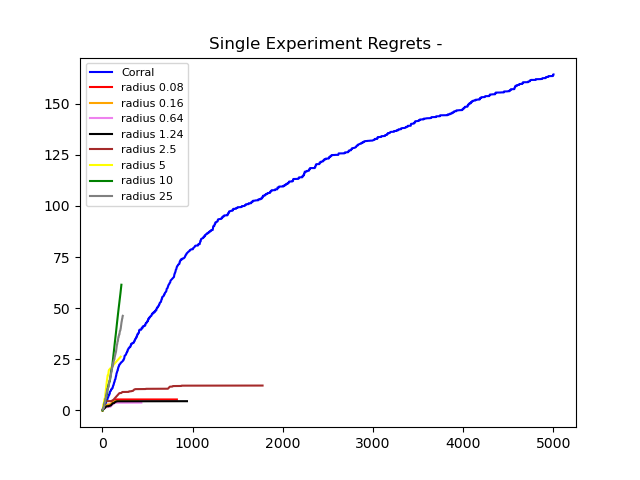 Single Experiment Regrets -
Corral
radius 0.08
radius 0.16
radius 0.64
radius 1.24
radius 2.5
radius 5
radius 10
radius 25
150
125
100
75
50
25
0
0 1000 2000 3000 4000 5000